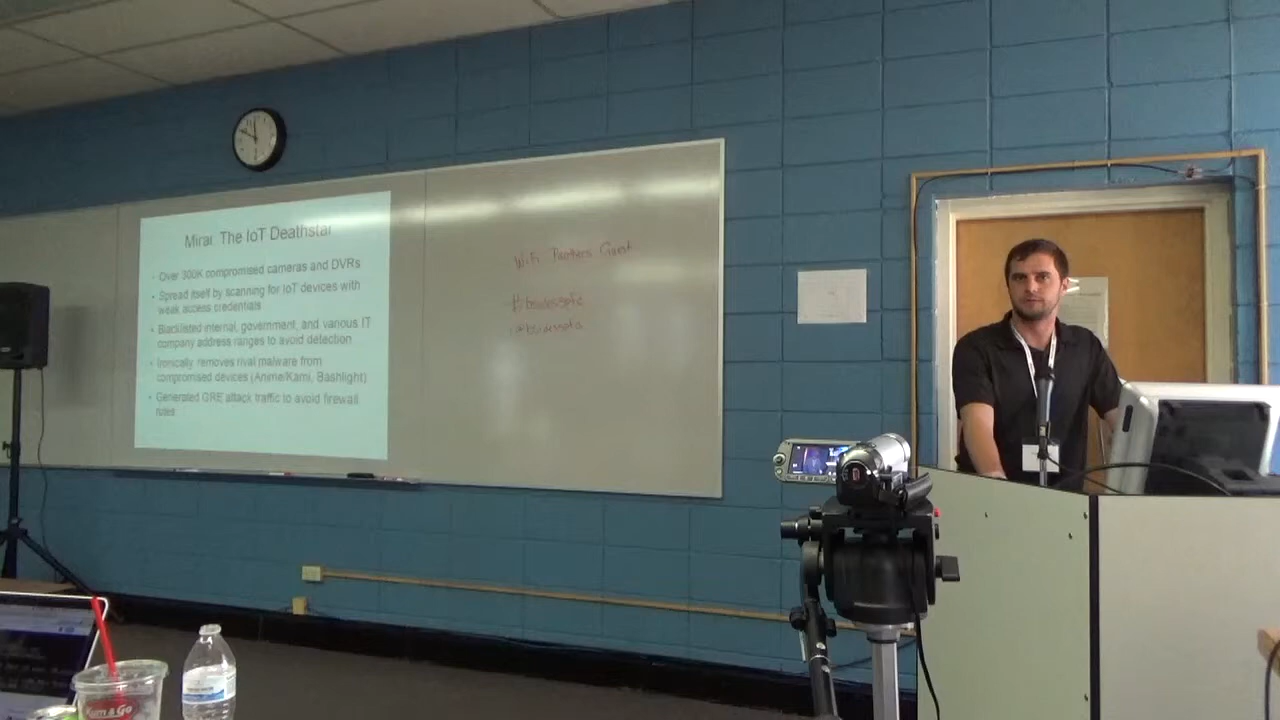 Mirai: The IoT Deathstar
• Over 300K compromised cameras and DVRs
• Spread itself by scanning for IoT devices with
weak access credentials
• Blacklisted internal, government, and various IT
company address ranges to avoid detection
• Ironically removes rival malware from
compromised devices (Anime/Kami, Bashlight)
• Generated GRE attack traffic to avoid firewall
rules
WiFi Panthers Guest
Kum & Go